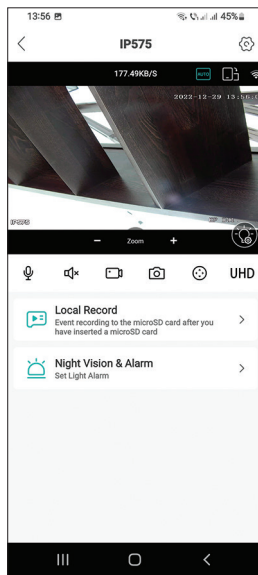 13:56 45%
IP575
177.49KB/S AUTO
2022-12-29 13:56:0
IP575
- Zoom +
UHD
Local Record
Event recording to the microSD card after you
have inserted a microSD card
Night Vision & Alarm
Set Light Alarm